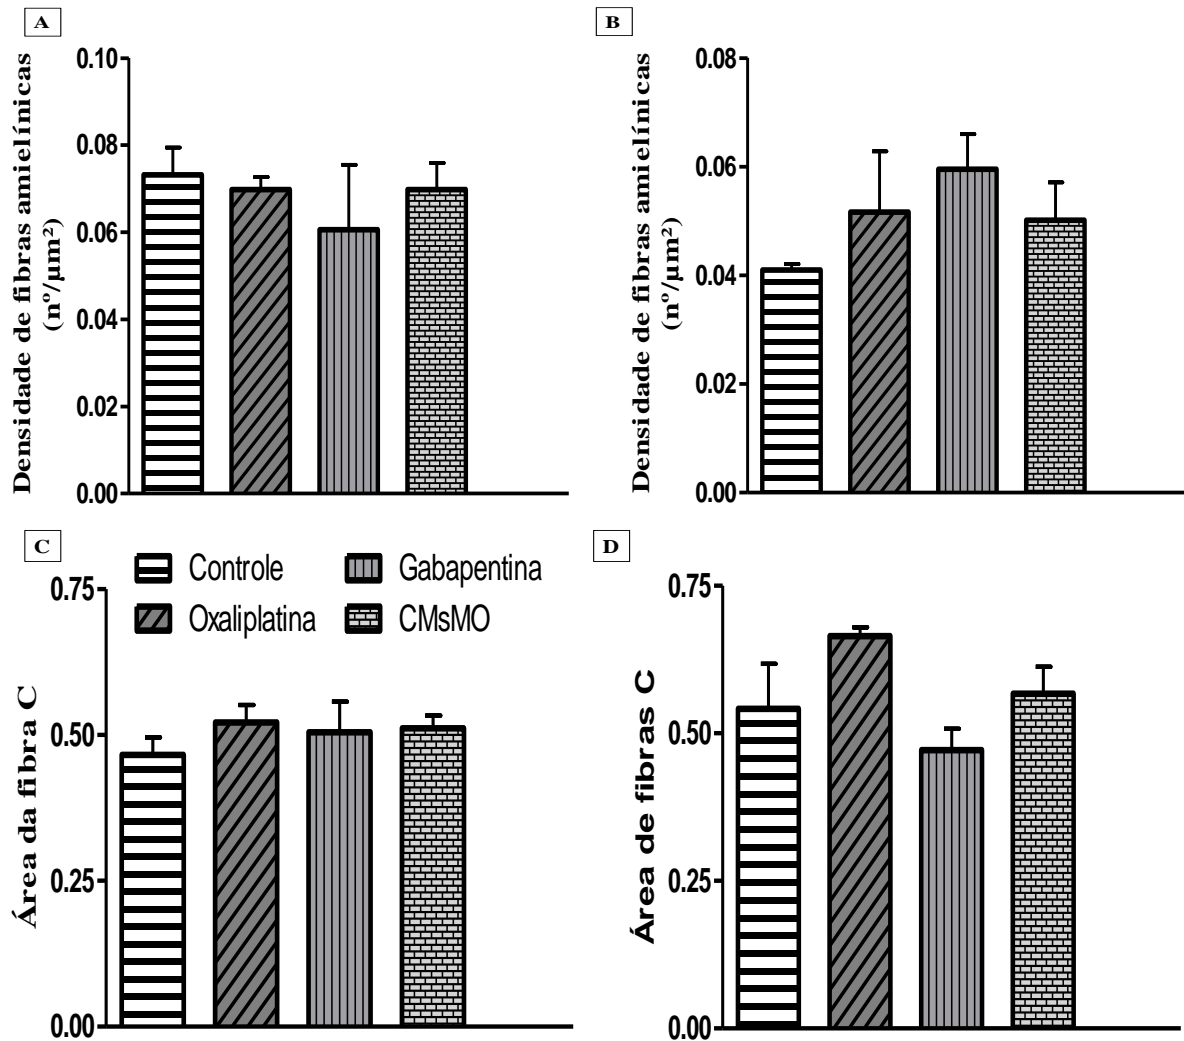 A
Densidade de fibras amielínicas
(nº/µm²)
0.10
0.08
0.06
0.04
0.02
0.00
B
Densidade de fibras amielínicas
(nº/µm²)
0.08
0.06
0.04
0.02
0.00
C
Área da fibra C
0.75
0.50
0.25
0.00
Controle
Gabapentina
Oxaliplatina
CMsMO
D
Área de fibras C
0.75
0.50
0.25
0.00